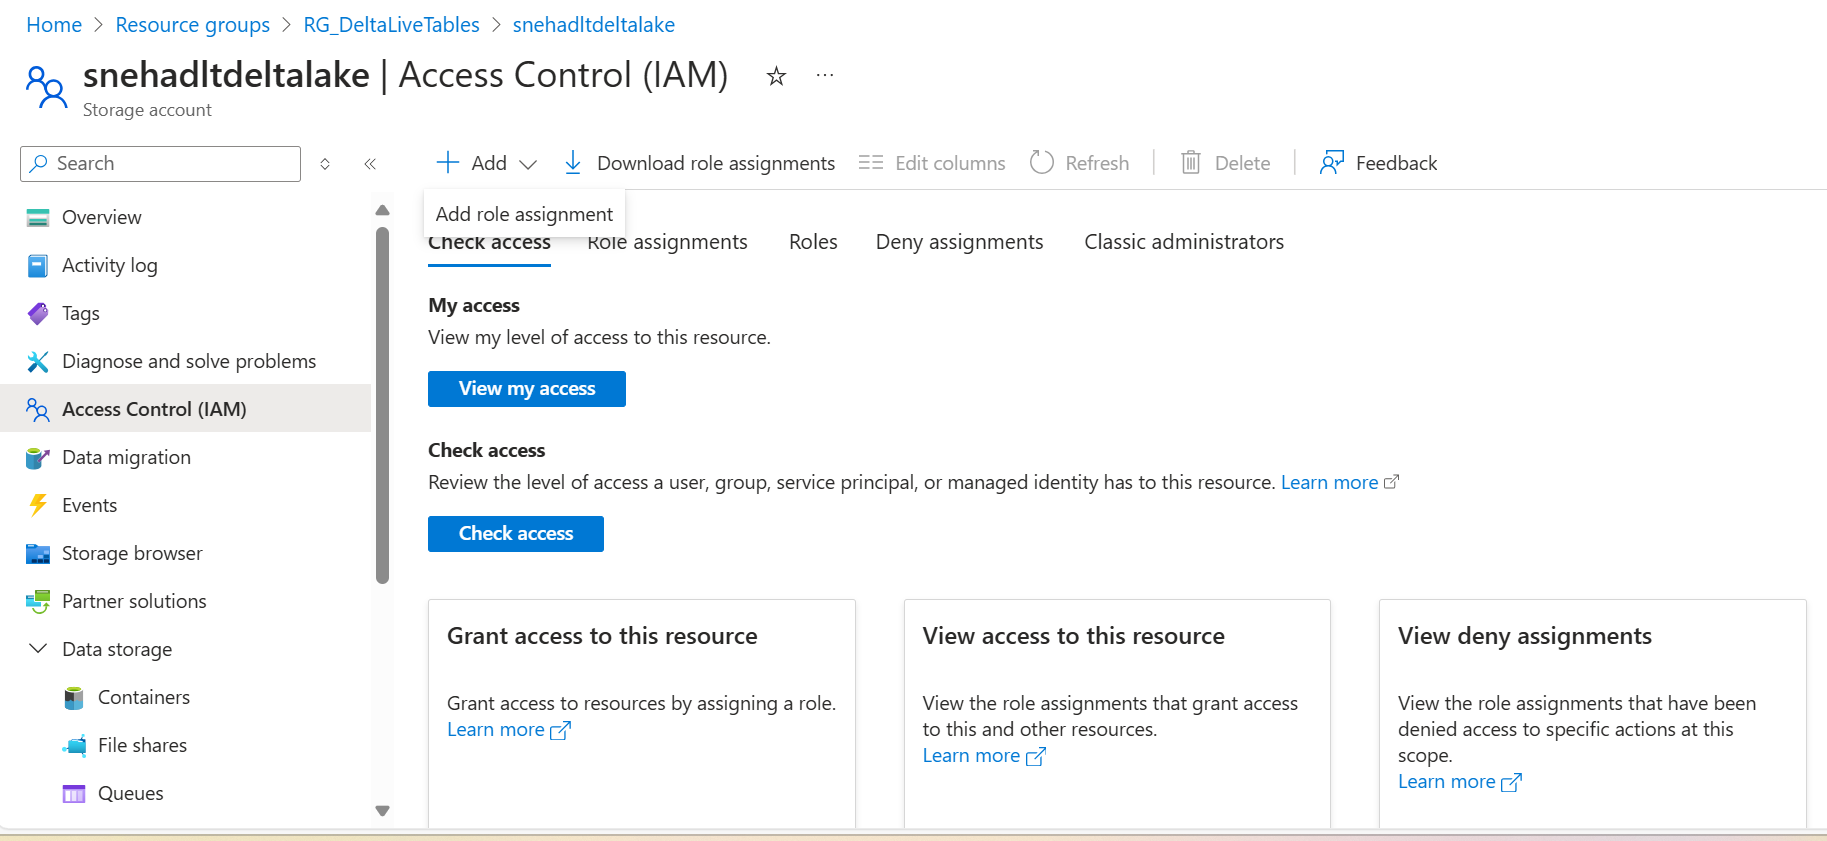 Home > Resource groups > RG_DeltaLiveTables > snehadltdeltalake
snehadltdeltalake | Access Control (IAM) ☆ ...
Storage account
Search
Add Download role assignments Edit columns Refresh Delete Feedback
Add role assignment
Check access Role assignments Roles Deny assignments Classic administrators
Overview
Activity log
Tags
Diagnose and solve problems
Access Control (IAM)
Data migration
Events
Storage browser
Partner solutions
Data storage
Containers
File shares
Queues
My access
View my level of access to this resource.
View my access
Check access
Review the level of access a user, group, service principal, or managed identity has to this resource. Learn more
Check access
Grant access to this resource
Grant access to resources by assigning a role.
Learn more
View access to this resource
View the role assignments that grant access
to this and other resources.
Learn more
View deny assignments
View the role assignments that have been
denied access to specific actions at this
scope.
Learn more